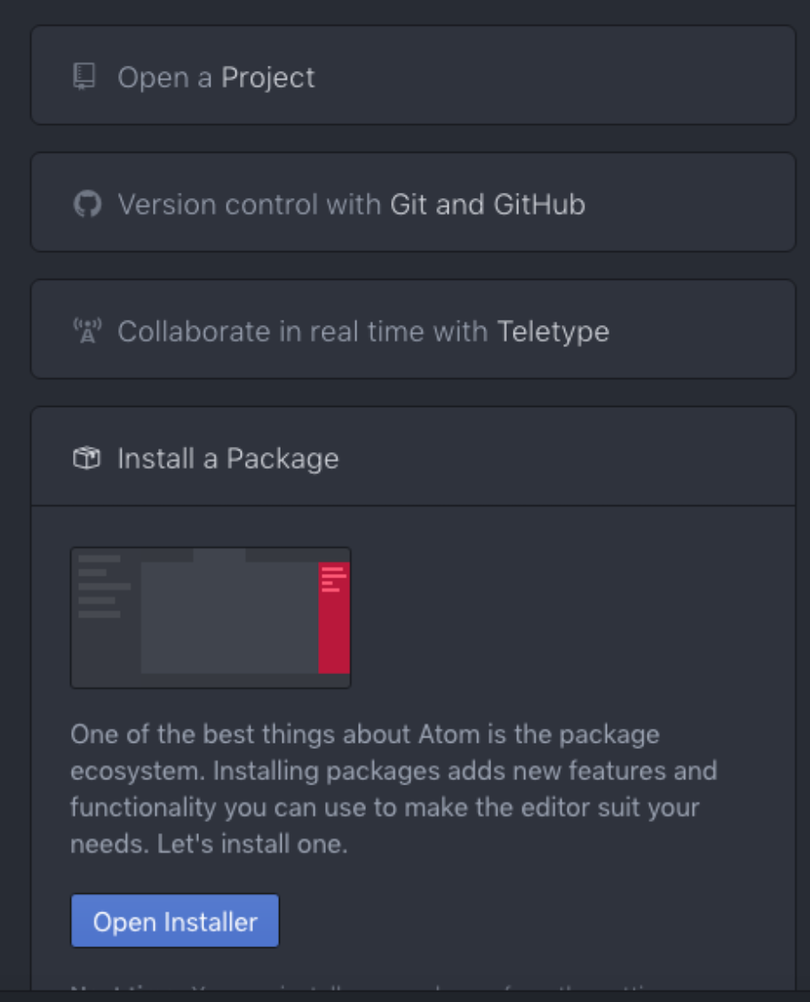 Open a Project
Version control with Git and GitHub
Collaborate in real time with Teletype
Install a Package
One of the best things about Atom is the package
ecosystem. Installing packages adds new features and
functionality you can use to make the editor suit your
needs. Let's install one.
Open Installer